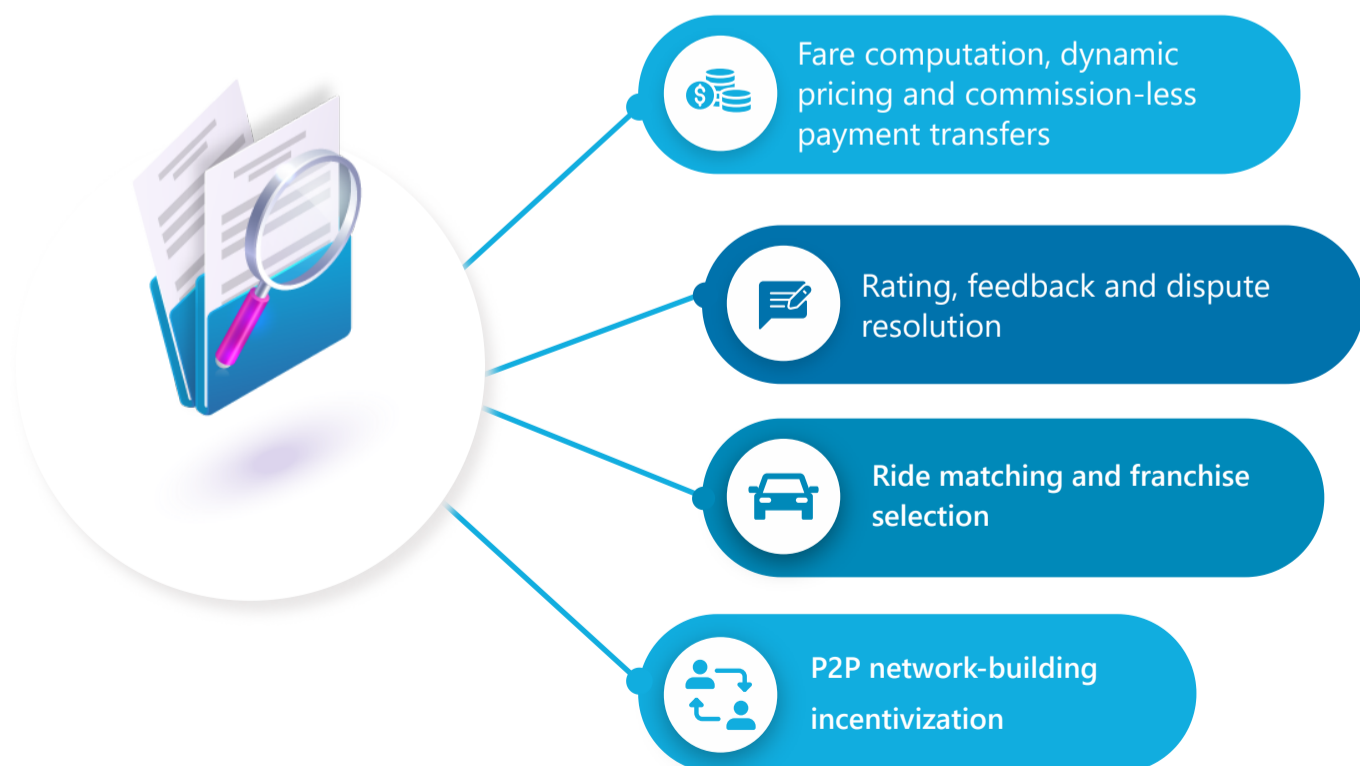 Fare computation, dynamic
pricing and commission-less
payment transfers
Rating, feedback and dispute
resolution
Ride matching and franchise
selection
P2P network-building
incentivization